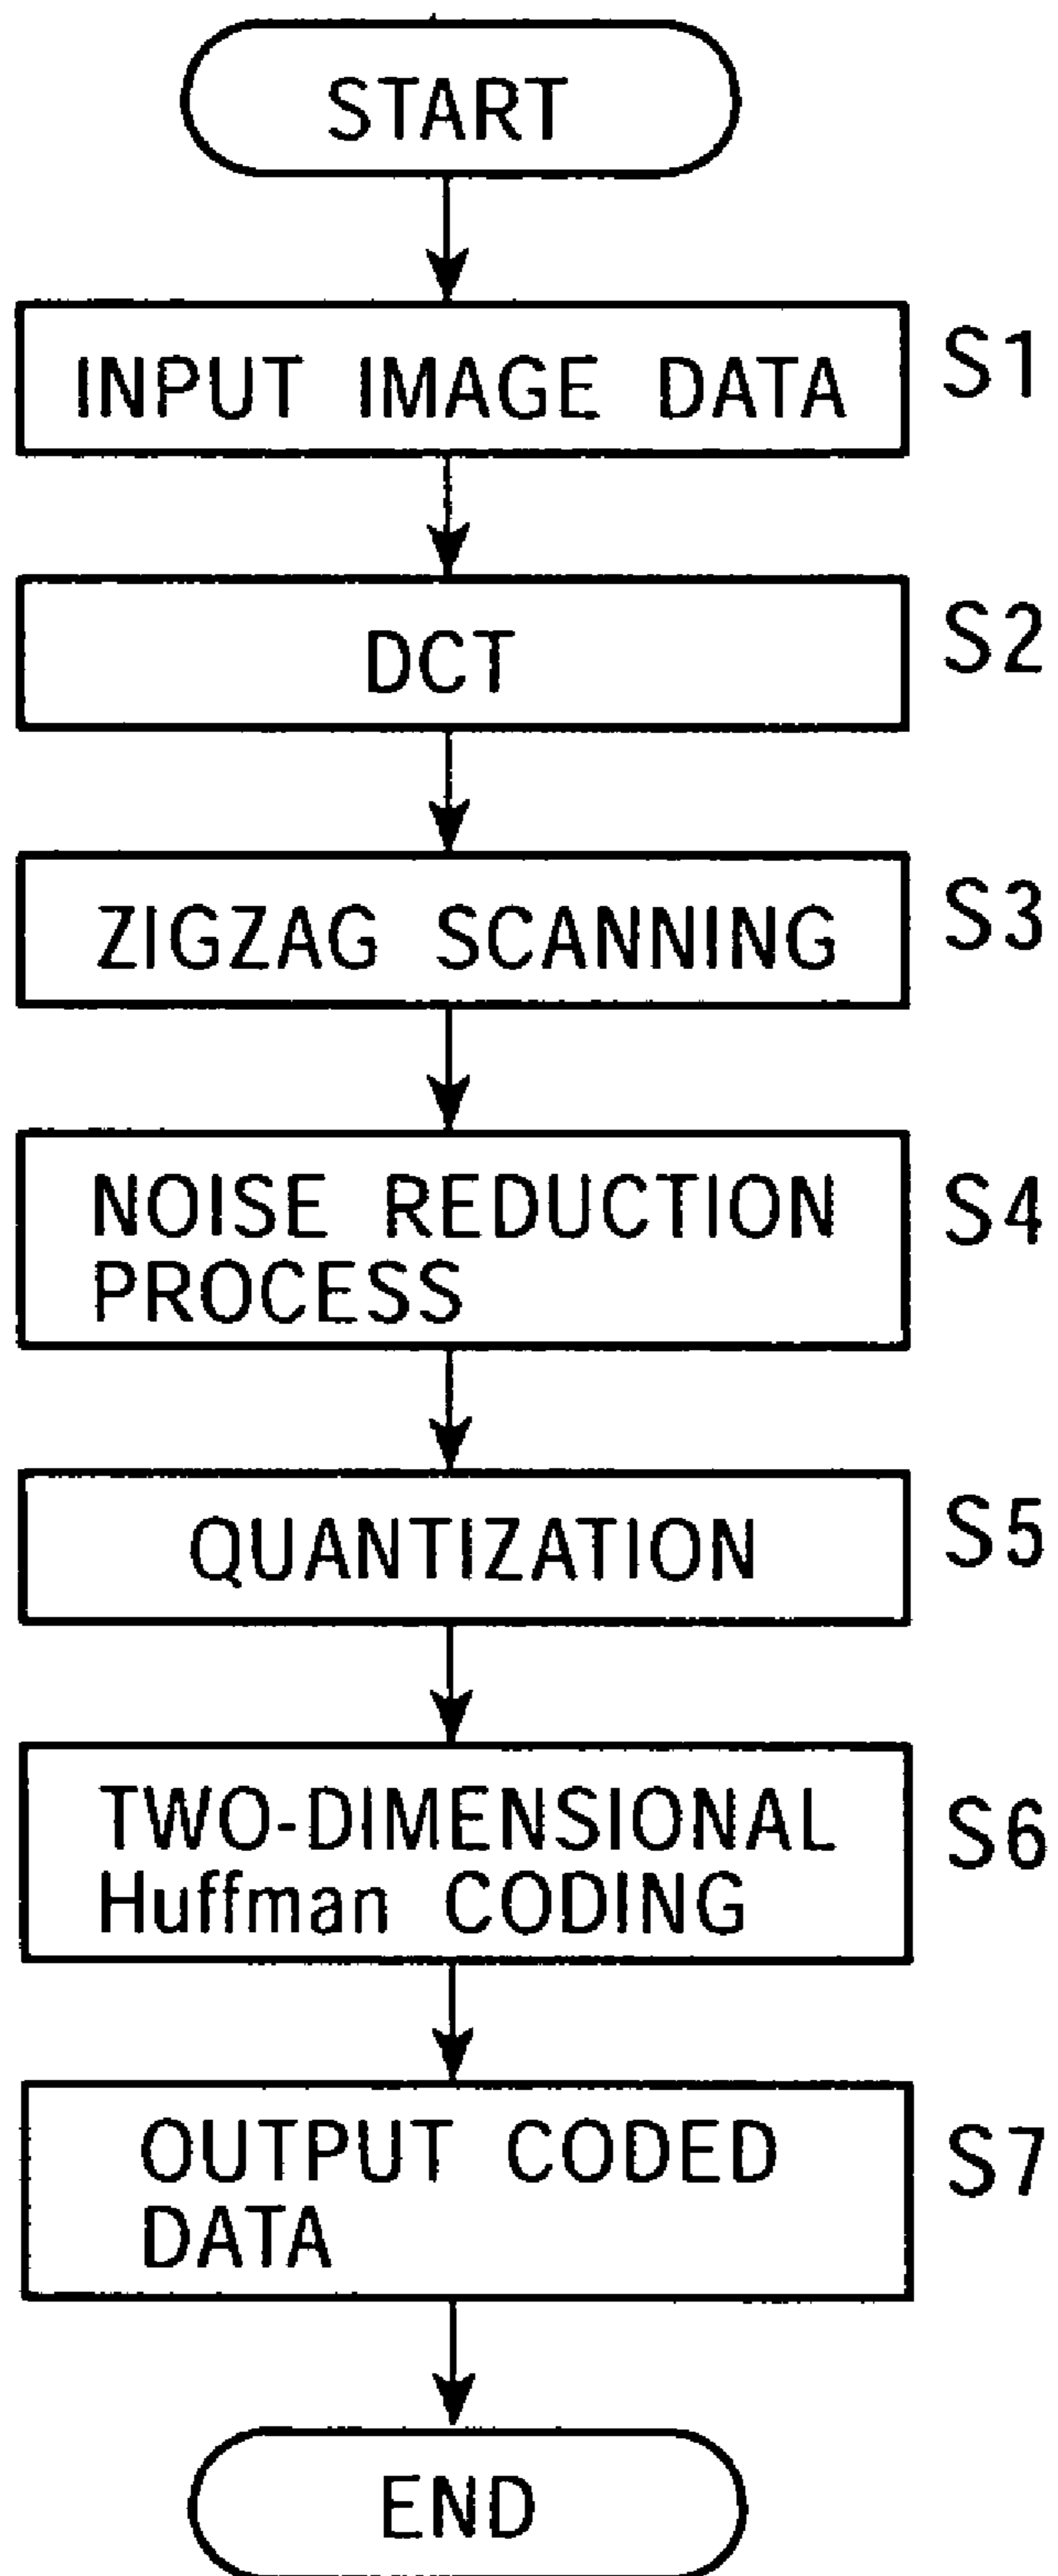 START
INPUT IMAGE DATA S1
DCT S2
ZIGZAG SCANNING S3
NOISE REDUCTION S4
PROCESS
QUANTIZATION S5
TWO-DIMENSIONAL S6
Huffman CODING
OUTPUT CODED S7
DATA
END